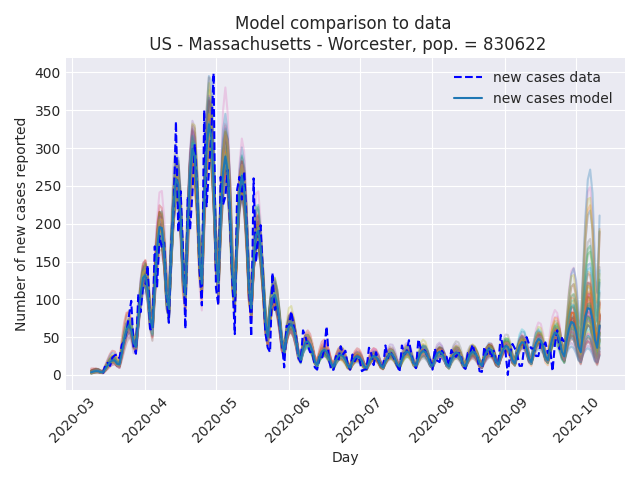 Model comparison to data
US - Massachusetts - Worcester, pop. = 830622
new cases data
new cases model
Number of new cases reported
400
350
300
250
200
150
100
50
0
2020-03
2020-04
2020-05
2020-06
2020-07
2020-08
2020-09
2020-10
Day